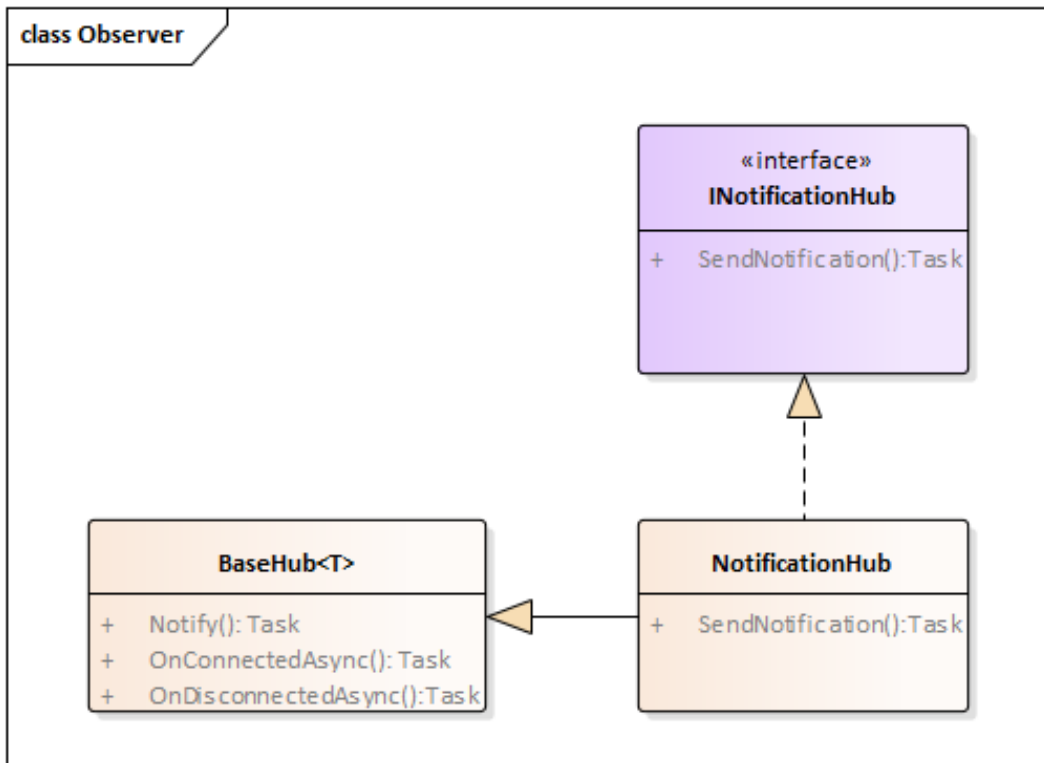 class Observer
«interface»
INotificationHub
+ SendNotification():Task
BaseHub<T>
+ Notify(): Task
+ OnConnectedAsync(): Task
+ OnDisconnectedAsync():Task
NotificationHub
+ SendNotification():Task